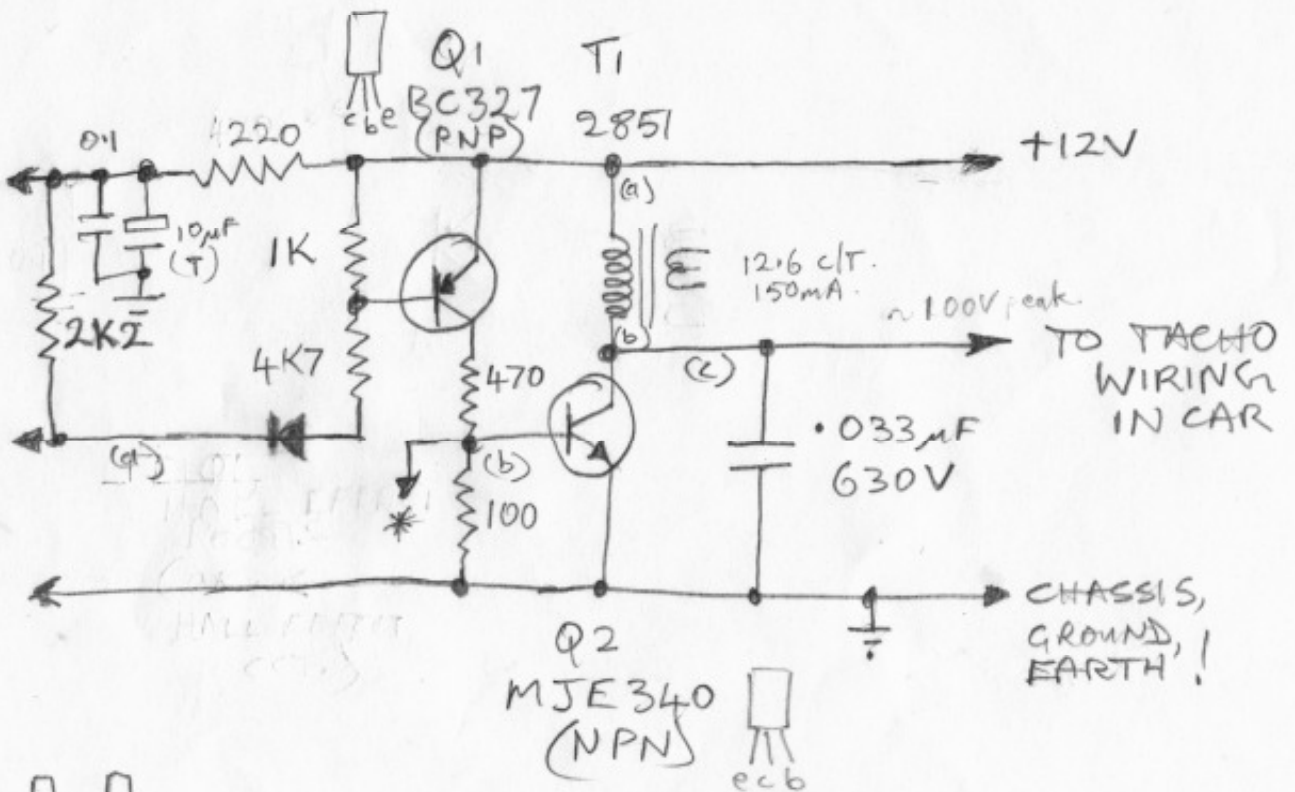 Q1
T1
BC327
(PNP)
2851
c b e
0.1
220
+12V
(a)
10µF
(T)
1K
12.6 c/T.
150mA.
~100V peak
2K2
(b)
(c)
TO TACHO
WIRING
IN CAR
4K7
470
.033µF
630V
(a)
(b)
*
100
CHASSIS,
GROUND,
EARTH!
Q2
MJE340
(NPN)
e c b